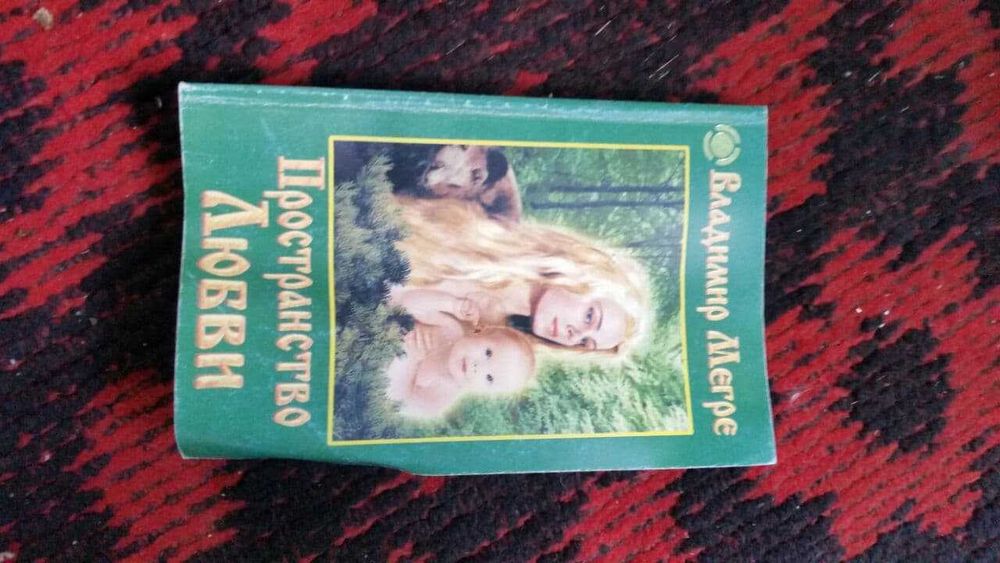 Владимир Мегре
Пространство
Любви